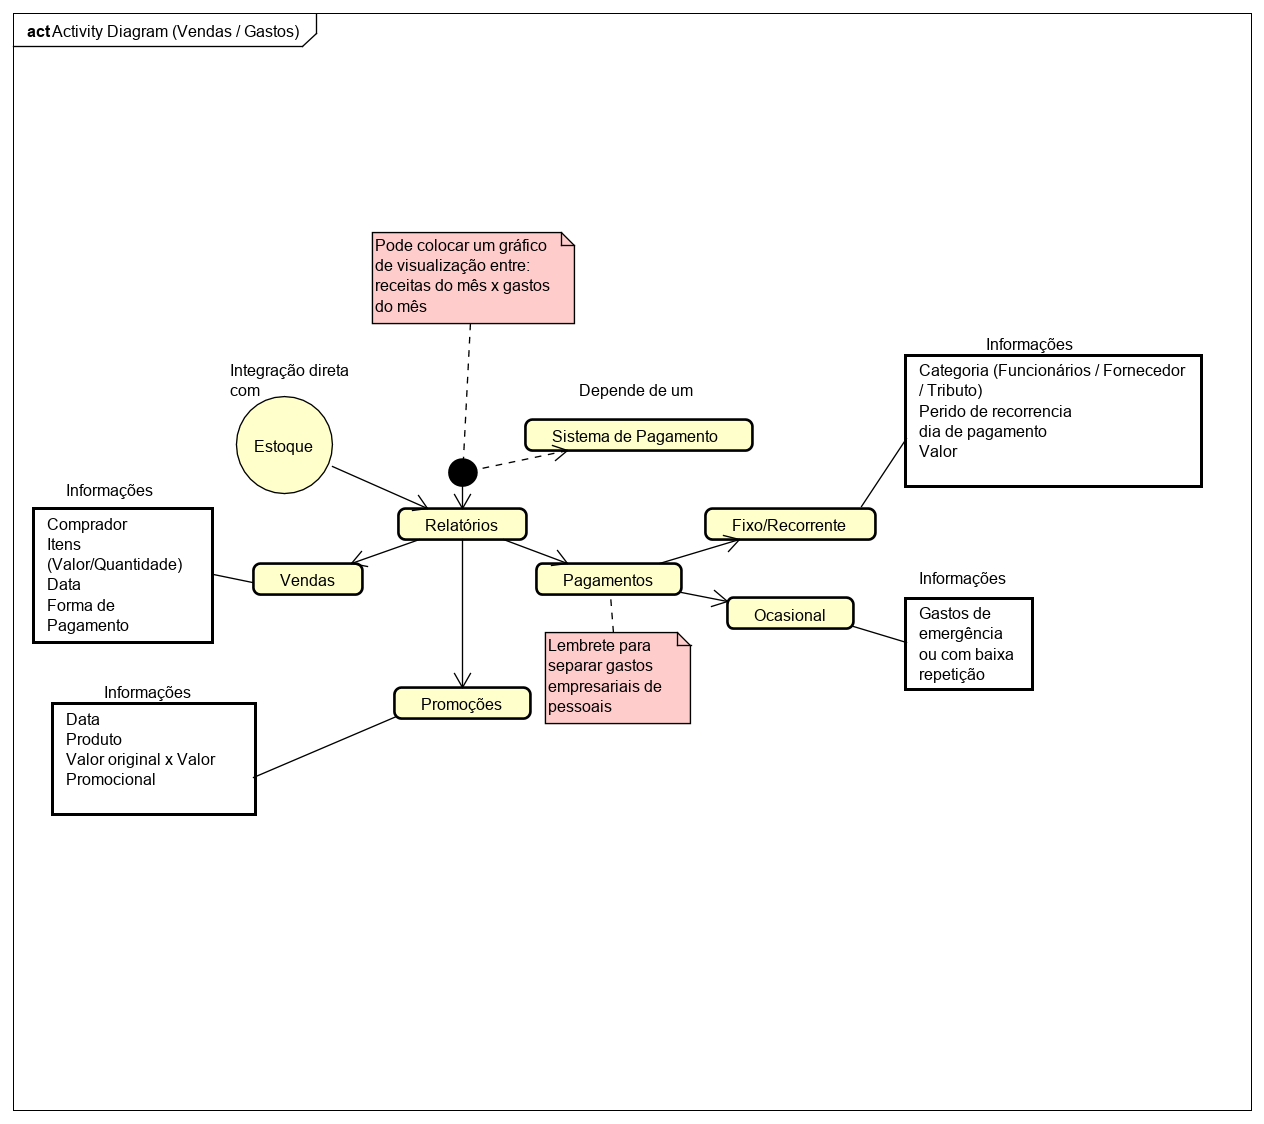 act Activity Diagram (Vendas / Gastos)
Pode colocar um gráfico
de visualização entre:
receitas do mês x gastos
do mês
Integração direta
com
Estoque
Depende de um
Sistema de Pagamento
Informações
Categoria (Funcionários / Fornecedor
/ Tributo)
Perido de recorrencia
dia de pagamento
Valor
Informações
Comprador
Itens
(Valor/Quantidade)
Data
Forma de
Pagamento
Relatórios
Fixo/Recorrente
Vendas
Pagamentos
Ocasional
Informações
Gastos de
emergência
ou com baixa
repetição
Lembrete para
separar gastos
empresariais de
pessoais
Promoções
Informações
Data
Produto
Valor original x Valor
Promocional